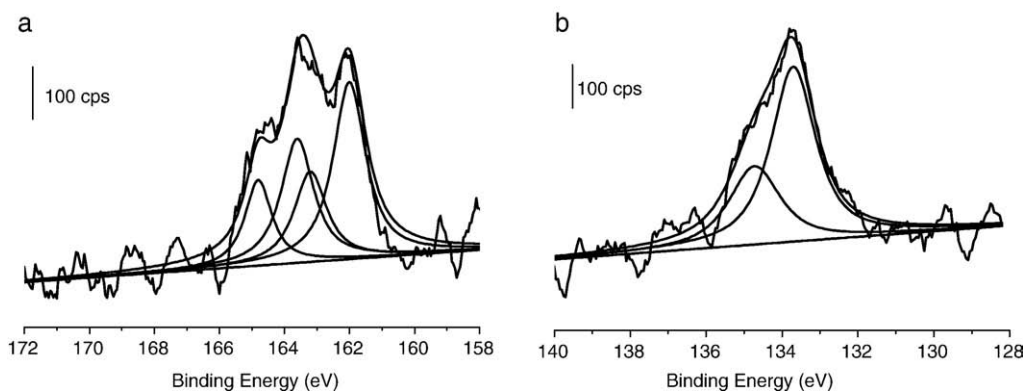 a
100 cps
172 170 168 166 164 162 160 158
Binding Energy (eV)
b
100 cps
140 138 136 134 132 130 128
Binding Energy (eV)